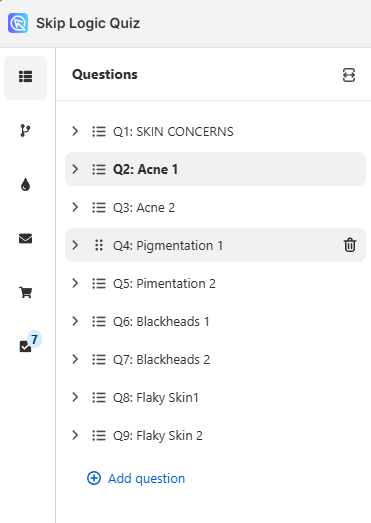 Skip Logic Quiz
Questions
Q1: SKIN CONCERNS
Q2: Acne 1
Q3: Acne 2
Q4: Pigmentation 1
Q5: Pimentation 2
Q6: Blackheads 1
Q7: Blackheads 2
7
Q8: Flaky Skin1
Q9: Flaky Skin 2
Add question